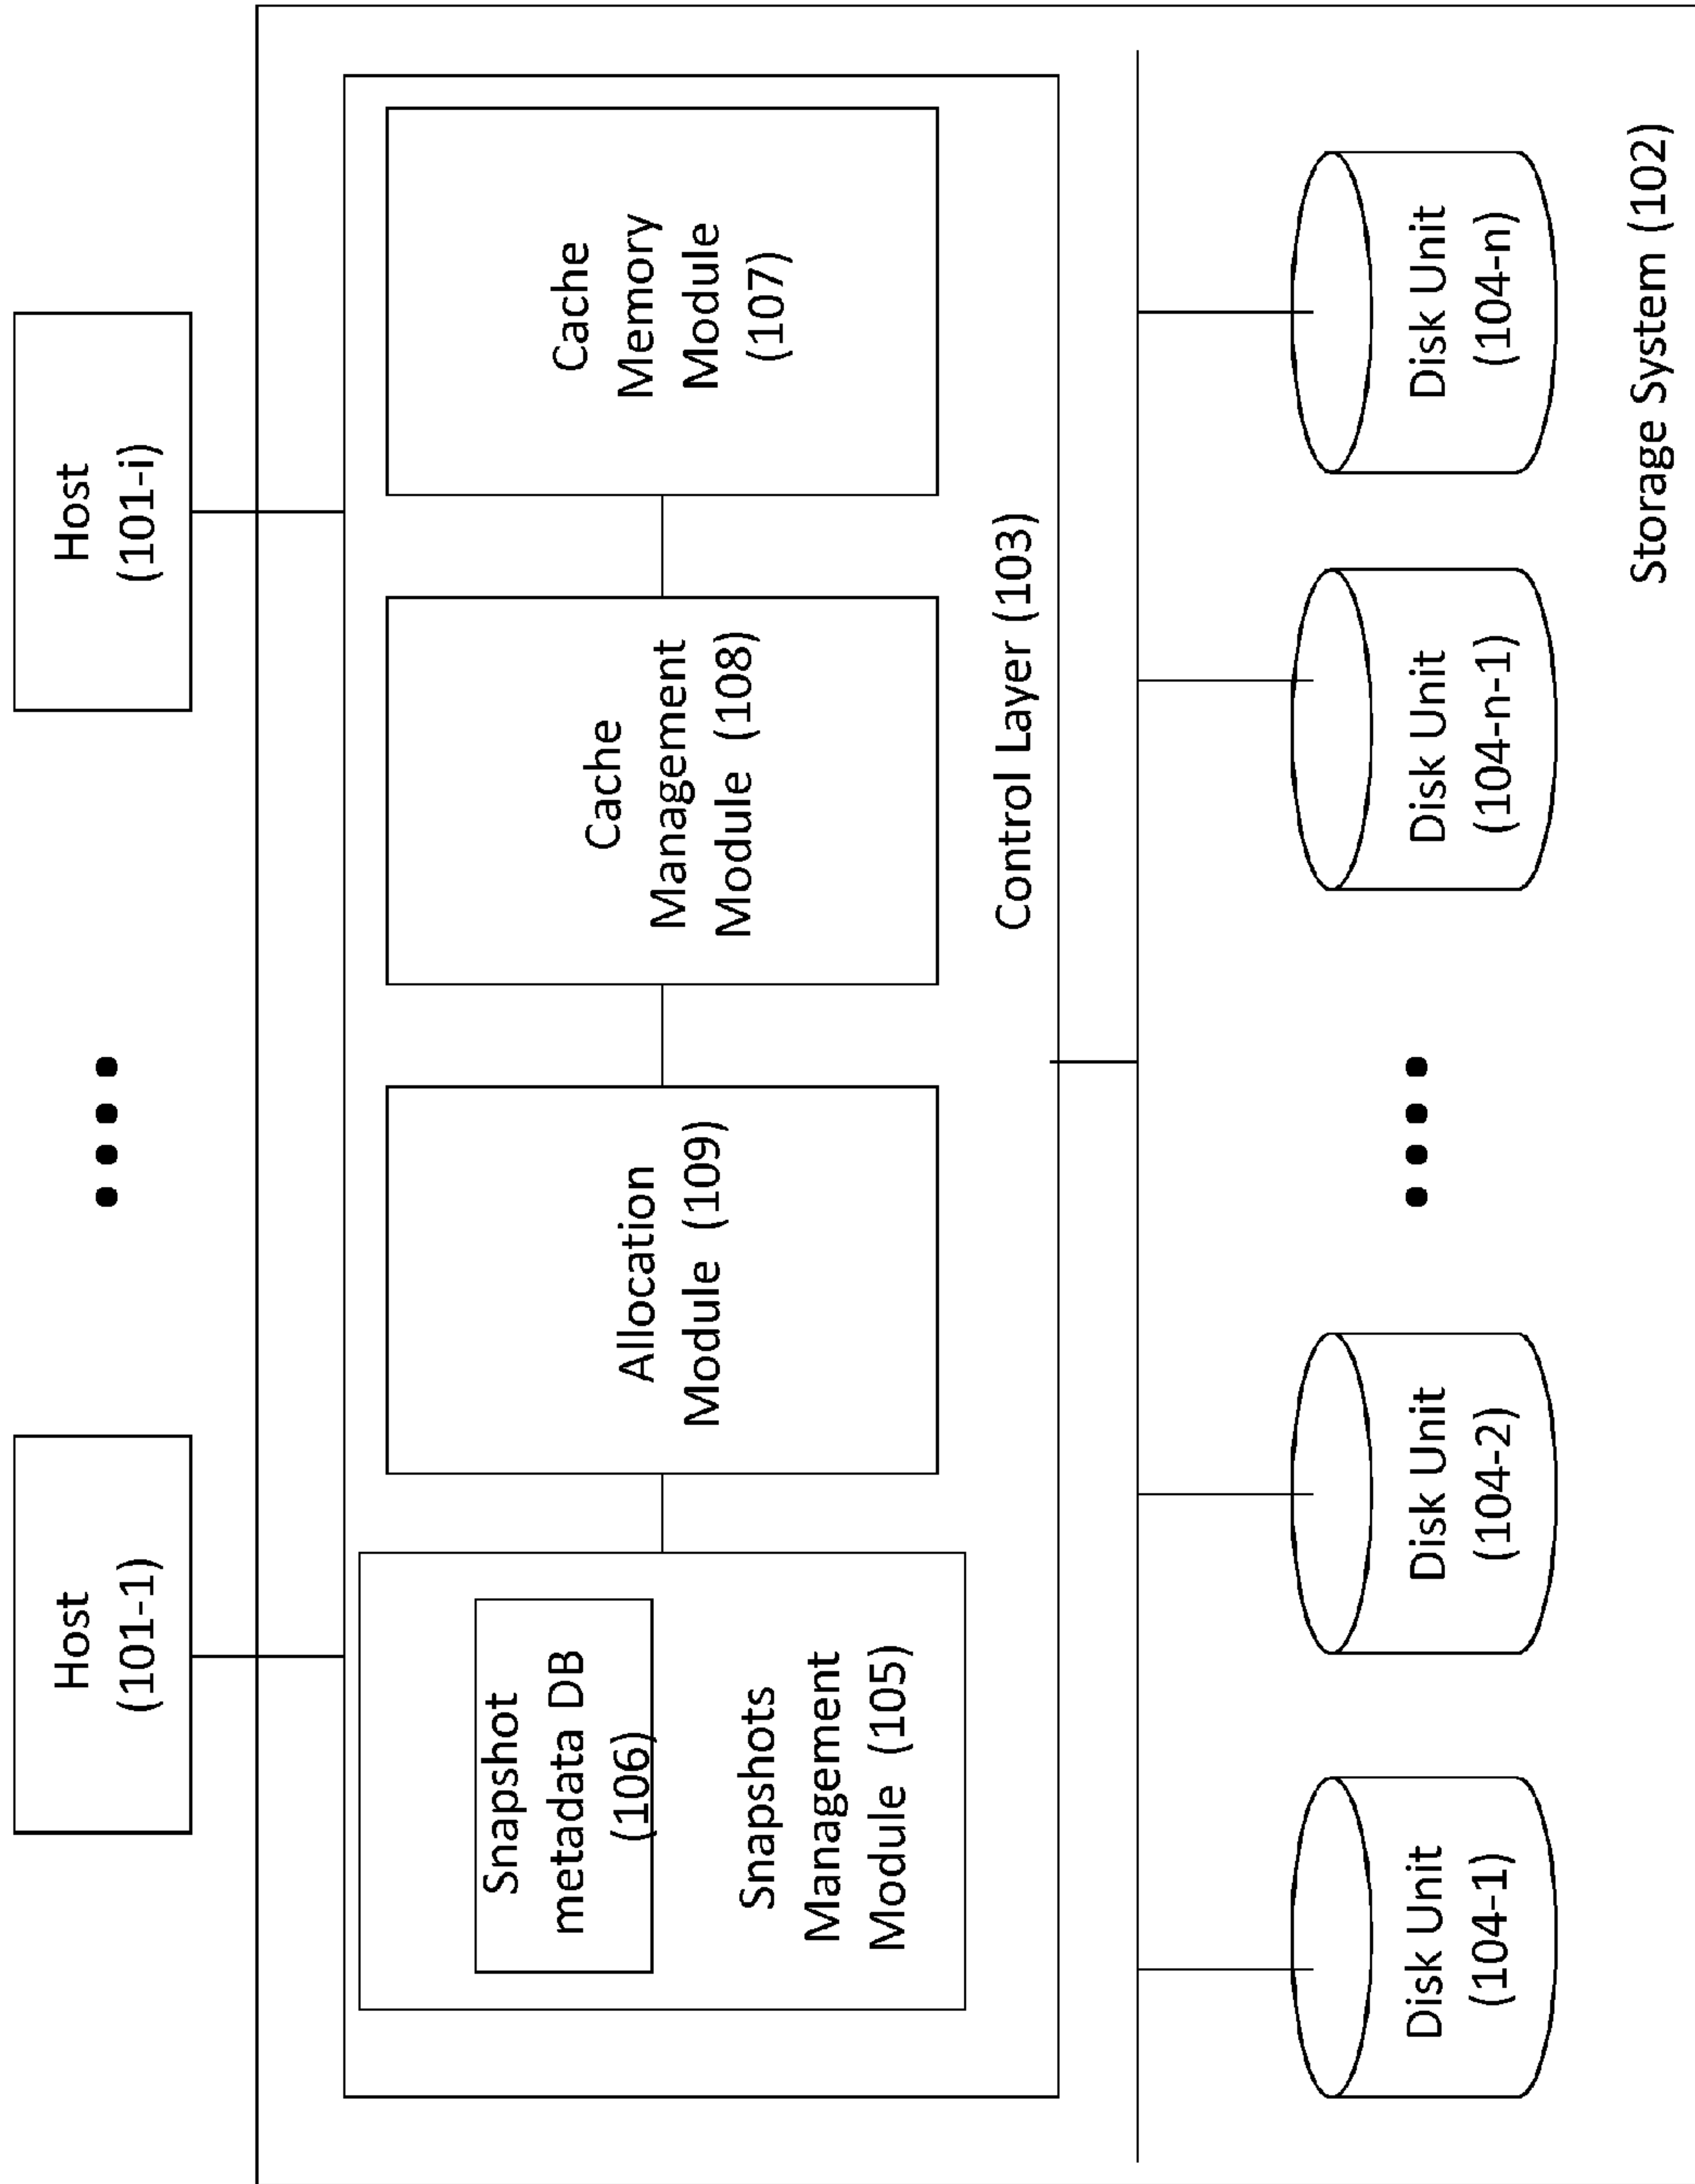 Host
(101-1)
Host
(101-i)
Snapshot
metadata DB
(106)
Snapshots
Management
Module (105)
Allocation
Module (109)
Cache
Management
Module (108)
Cache
Memory
Module
(107)
Control Layer (103)
Disk Unit
(104-1)
Disk Unit
(104-2)
Disk Unit
(104-n-1)
Disk Unit
(104-n)
Storage System (102)